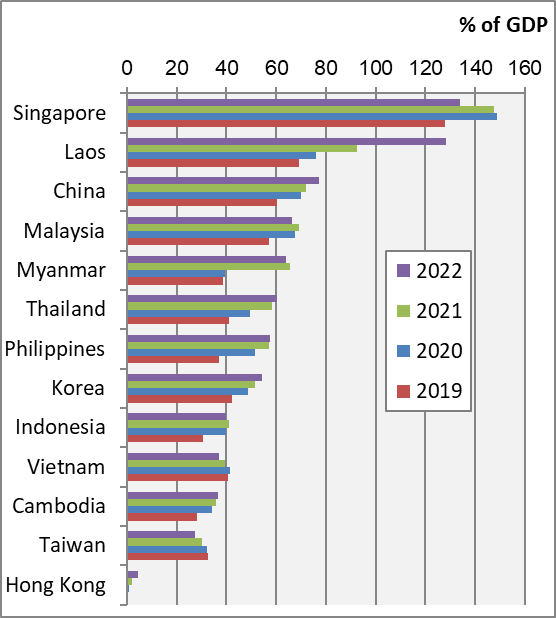 % of GDP
0 20 40 60 80 100 120 140 160
Singapore
Laos
China
Malaysia
Myanmar
Thailand
Philippines
Korea
Indonesia
Vietnam
Cambodia
Taiwan
Hong Kong
2022
2021
2020
2019